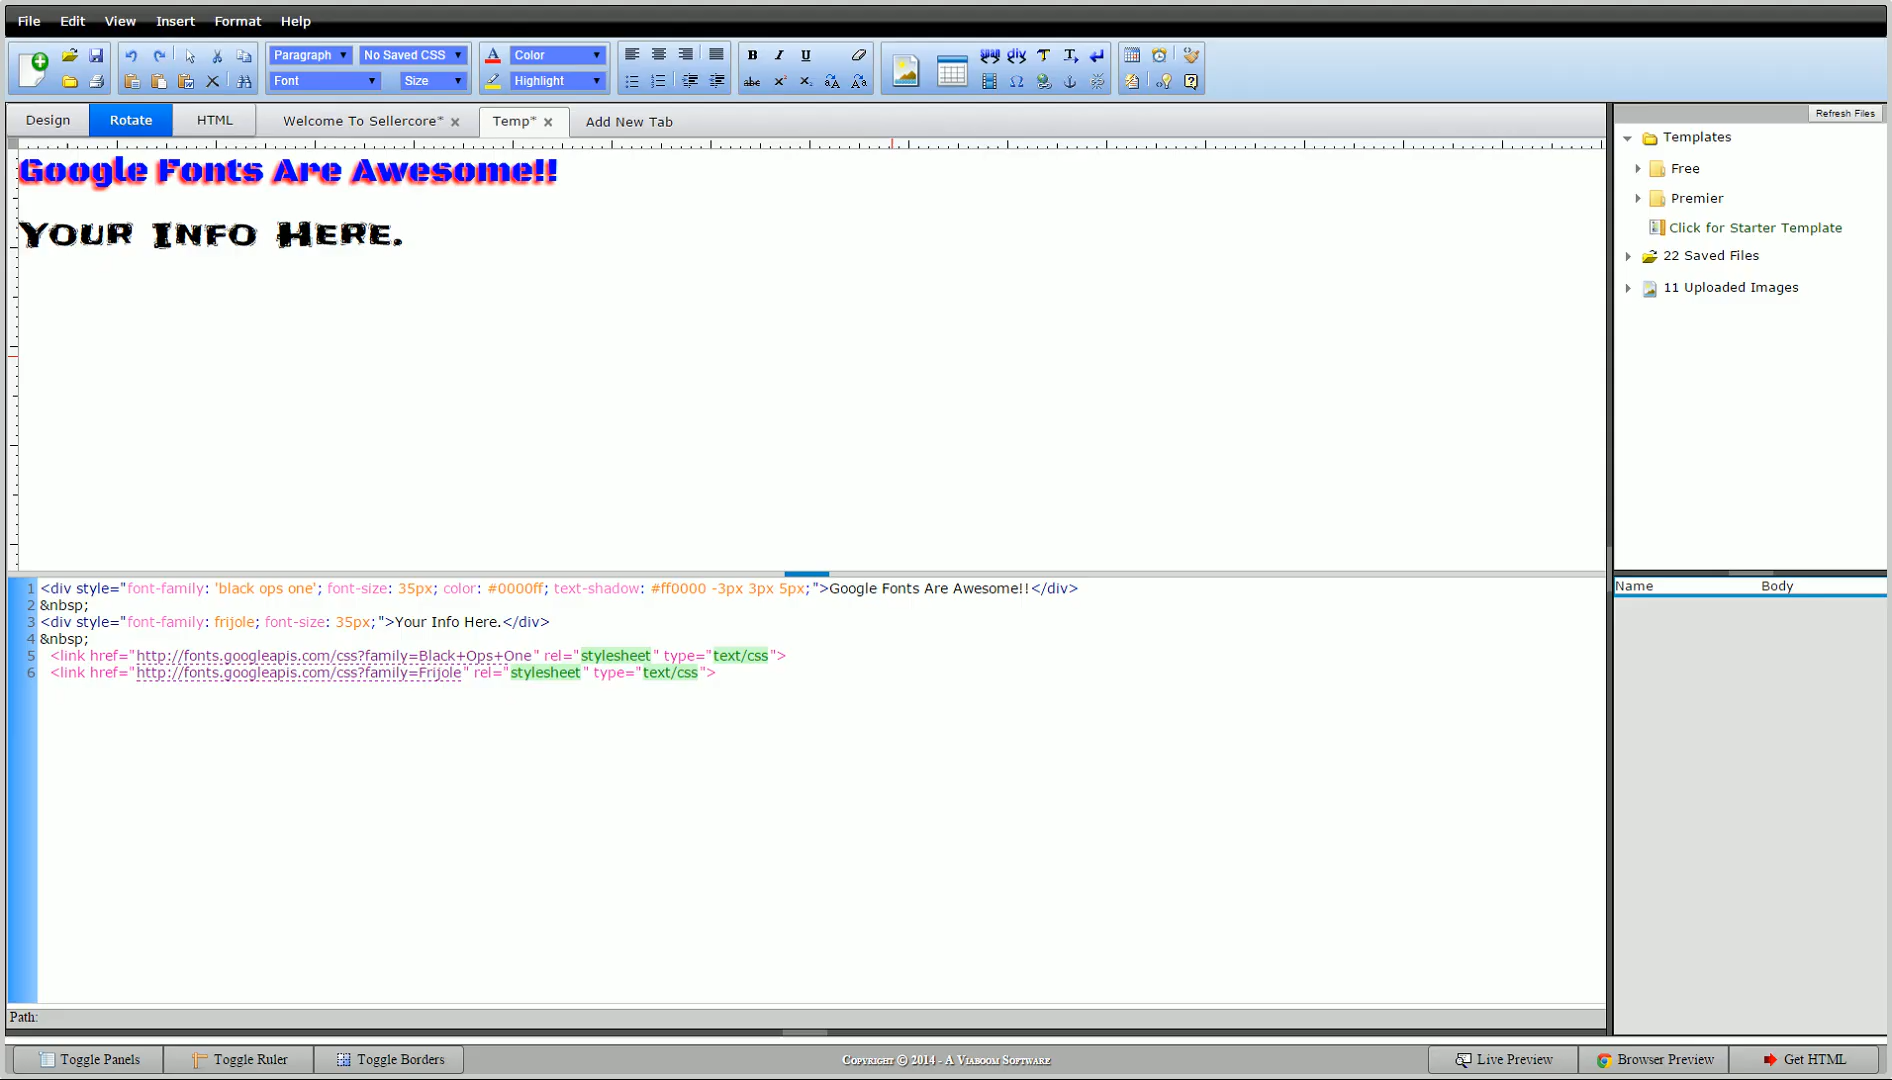 File Edit View Insert Format Help
Paragraph No Saved CSS Color
Font Size Highlight
Design Rotate HTML Welcome To Sellercore* Temp* Add New Tab
Refresh Files
Templates
Free
Premier
Click for Starter Template
22 Saved Files
11 Uploaded Images
Google Fonts Are Awesome!!
Your Info Here.
1 <div style="font-family: 'black ops one'; font-size: 35px; color: #0000ff; text-shadow: #ff0000 -3px 3px 5px;">Google Fonts Are Awesome!!</div>
2 &nbsp;
3 <div style="font-family: frijole; font-size: 35px;">Your Info Here.</div>
4 &nbsp;
5 <link href="http://fonts.googleapis.com/css?family=Black+Ops+One" rel="stylesheet" type="text/css">
6 <link href="http://fonts.googleapis.com/css?family=Frijole" rel="stylesheet" type="text/css">
Name Body
Path:
Toggle Panels Toggle Ruler Toggle Borders Copyright © 2014 - A Viaboom Software Live Preview Browser Preview Get HTML